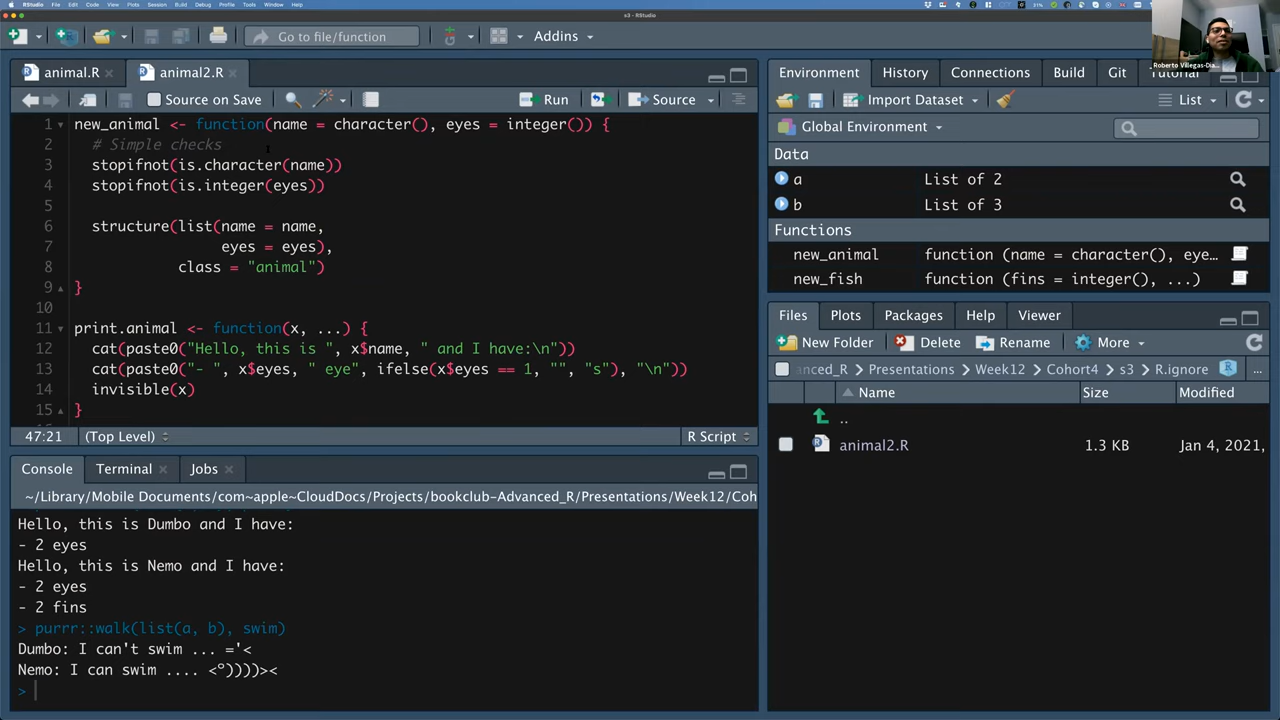 RStudio File Edit Code View Plots Session Build Debug Profile Tools Window Help
s3 - RStudio
Go to file/function Addins
Roberto Villegas-Dia...
animal.R animal2.R
Source on Save Run Source
1 new_animal <- function(name = character(), eyes = integer()) {
2 # Simple checks
3 stopifnot(is.character(name))
4 stopifnot(is.integer(eyes))
5
6 structure(list(name = name,
7 eyes = eyes),
8 class = "animal")
9 }
10
11 print.animal <- function(x, ...) {
12 cat(paste0("Hello, this is ", x$name, " and I have:\n"))
13 cat(paste0("- ", x$eyes, " eye", ifelse(x$eyes == 1, "", "s"), "\n"))
14 invisible(x)
15 }
47:21 (Top Level) R Script
Console Terminal Jobs
~/Library/Mobile Documents/com~apple~CloudDocs/Projects/bookclub-Advanced_R/Presentations/Week12/Coh
Hello, this is Dumbo and I have:
- 2 eyes
Hello, this is Nemo and I have:
- 2 eyes
- 2 fins
> purrr::walk(list(a, b), swim)
Dumbo: I can't swim ... ='<
Nemo: I can swim .... <°))))><
>
Environment History Connections Build Git Tutorial
Import Dataset List
Global Environment
Data
a List of 2
b List of 3
Functions
new_animal function (name = character(), eye…
new_fish function (fins = integer(), ...)
Files Plots Packages Help Viewer
New Folder Delete Rename More
anced_R Presentations Week12 Cohort4 s3 R.ignore ...
Name Size Modified
..
animal2.R 1.3 KB Jan 4, 2021,